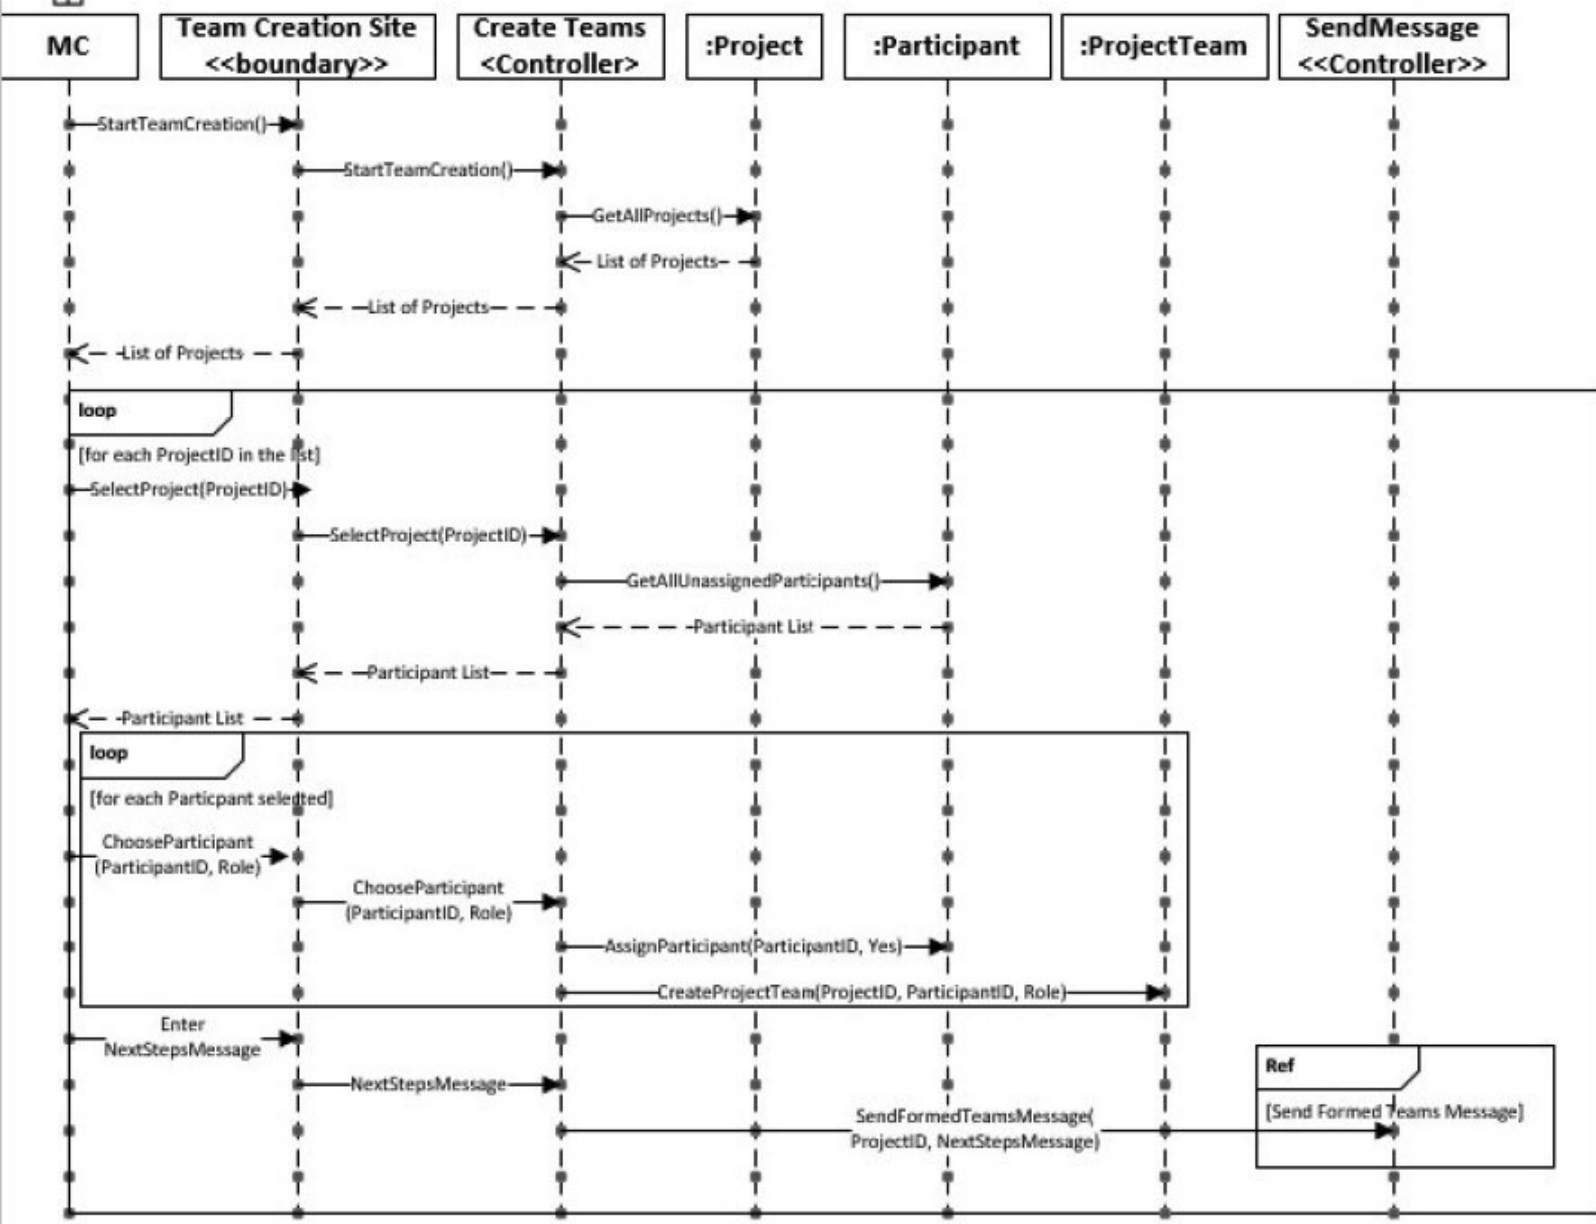 MC
Team Creation Site
<<boundary>>
Create Teams
<Controller>
:Project
:Participant
:ProjectTeam
SendMessage
<<Controller>>
StartTeamCreation()
StartTeamCreation()
GetAllProjects()
List of Projects
List of Projects
List of Projects
loop
[for each ProjectID in the list]
SelectProject(ProjectID)
SelectProject(ProjectID)
GetAllUnassignedParticipants()
Participant List
Participant List
Participant List
loop
[for each Particpant selected]
ChooseParticipant
(ParticipantID, Role)
ChooseParticipant
(ParticipantID, Role)
AssignParticipant(ParticipantID, Yes)
CreateProjectTeam(ProjectID, ParticipantID, Role)
Enter
NextStepsMessage
Ref
NextStepsMessage
[Send Formed Teams Message]
SendFormedTeamsMessage(
ProjectID, NextStepsMessage)